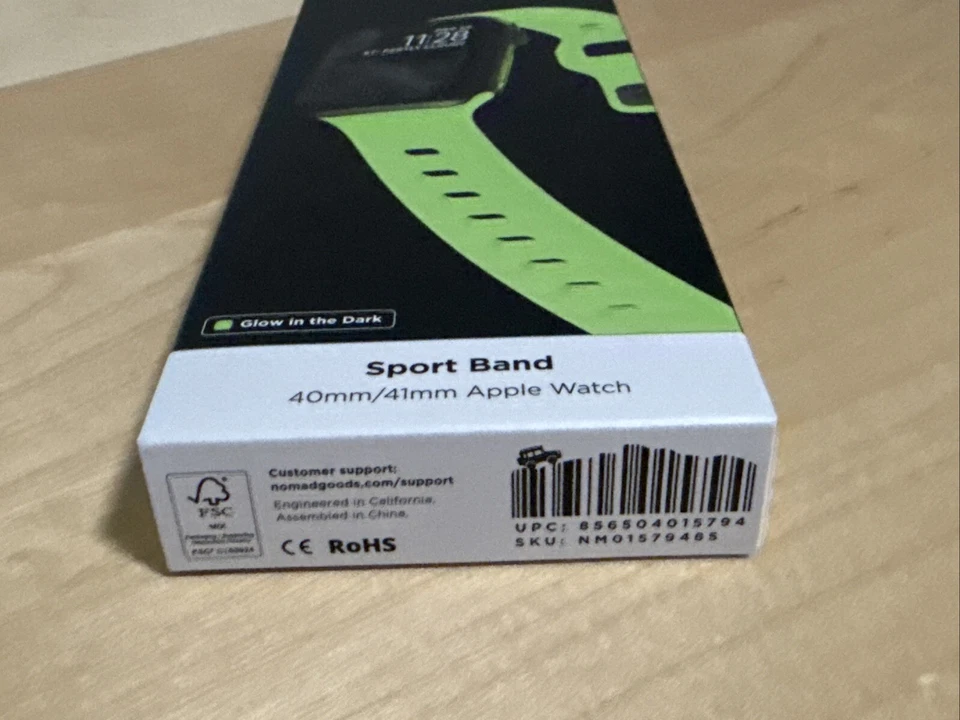 11:28
Glow in the Dark
Sport Band
40mm/41mm Apple Watch
FSC
MIX
Customer support:
nomadgoods.com/support
Engineered in California.
Assembled in China.
CE RoHS
UPC: 856504015794
SKU: NM01579485